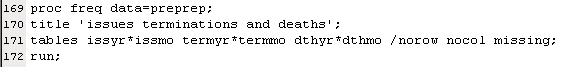 169 proc freq data=preprep;
170 title 'issues terminations and deaths';
171 tables issyr*issmo termyr*termmo dthyr*dthmo /norow nocol missing;
172 run;